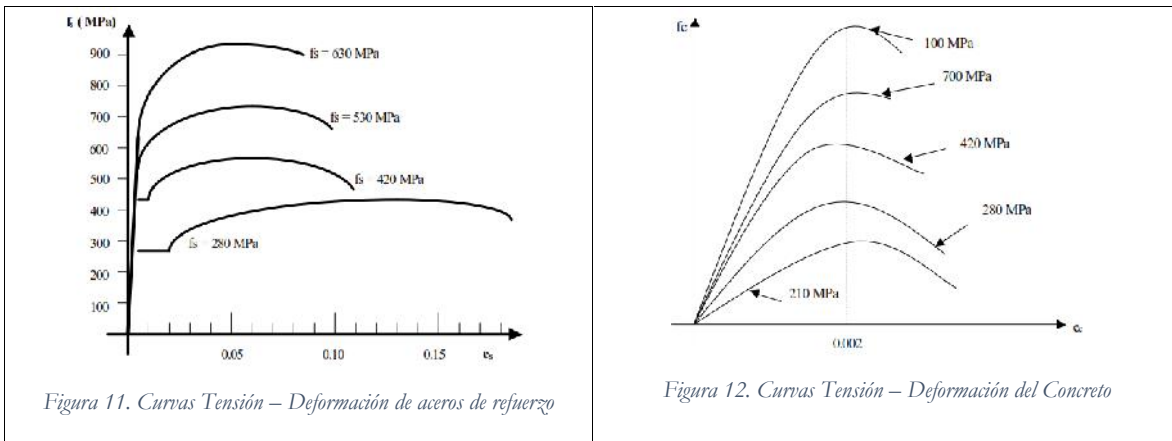 fs ( MPa)
900
800
700
600
500
400
300
200
100
fs = 630 MPa
fs = 530 MPa
fs = 420 MPa
fs = 280 MPa
0.05
0.10
0.15
es
Figura 11. Curvas Tensión – Deformación de aceros de refuerzo
fc
100 MPa
700 MPa
420 MPa
280 MPa
210 MPa
0.002
Figura 12. Curvas Tensión – Deformación del Concreto